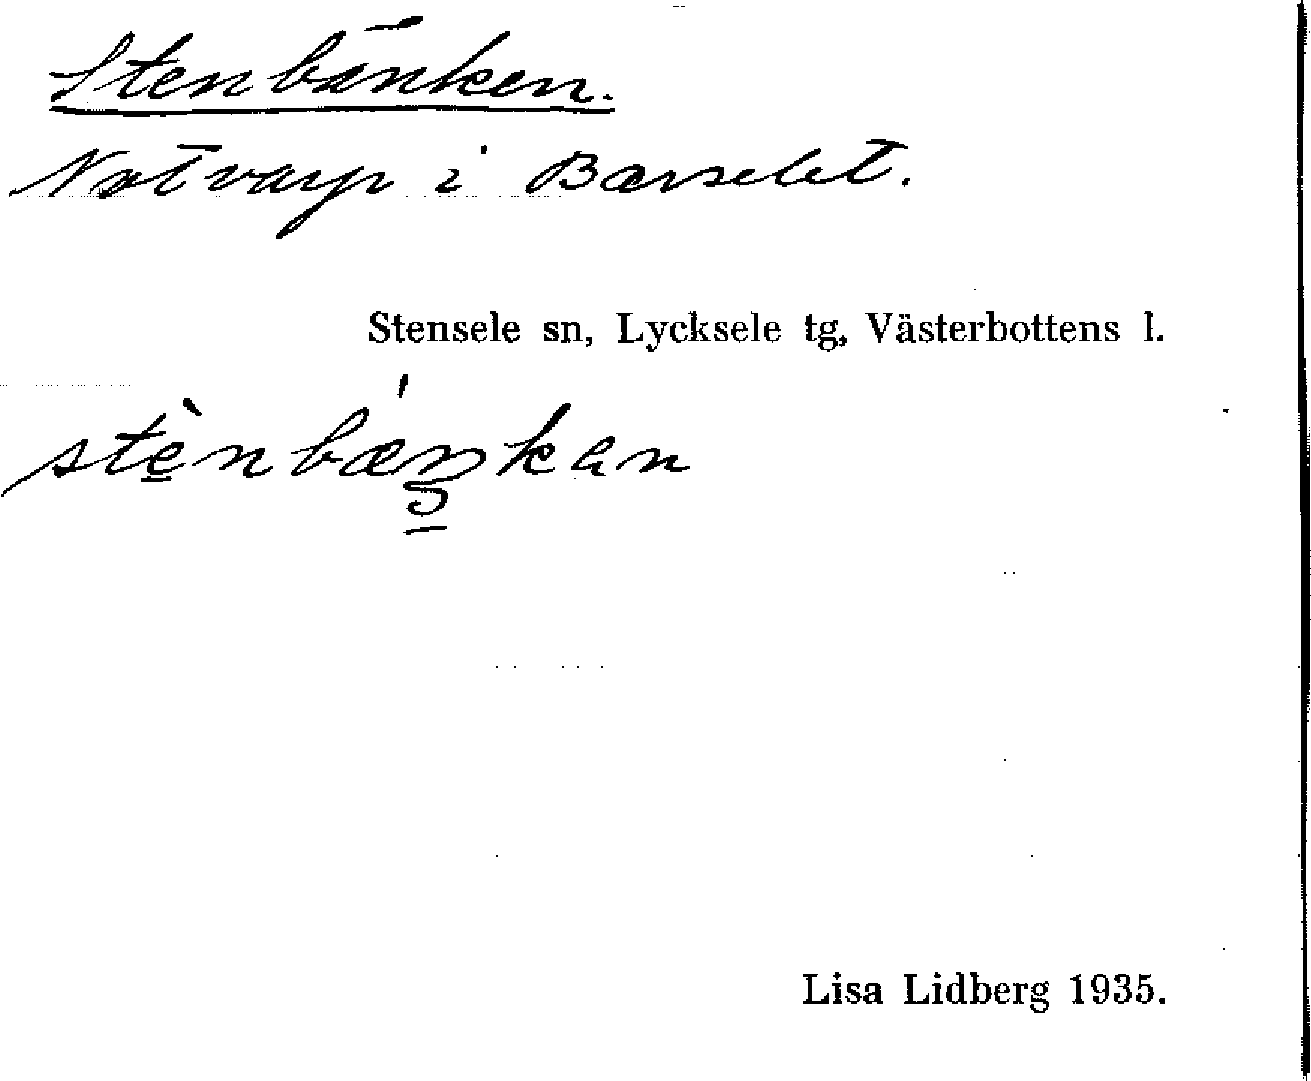 Stenbänken.
Notvarp i Barselet.
Stensele sn, Lycksele tg, Västerbottens l.
Lisa Lidberg 1935.